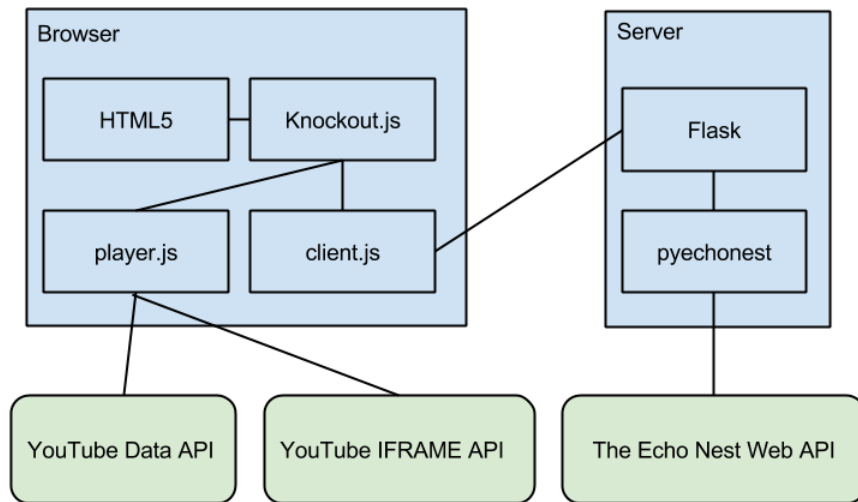 Browser
Server
HTML5
Knockout.js
Flask
player.js
client.js
pyechonest
YouTube Data API
YouTube IFRAME API
The Echo Nest Web API